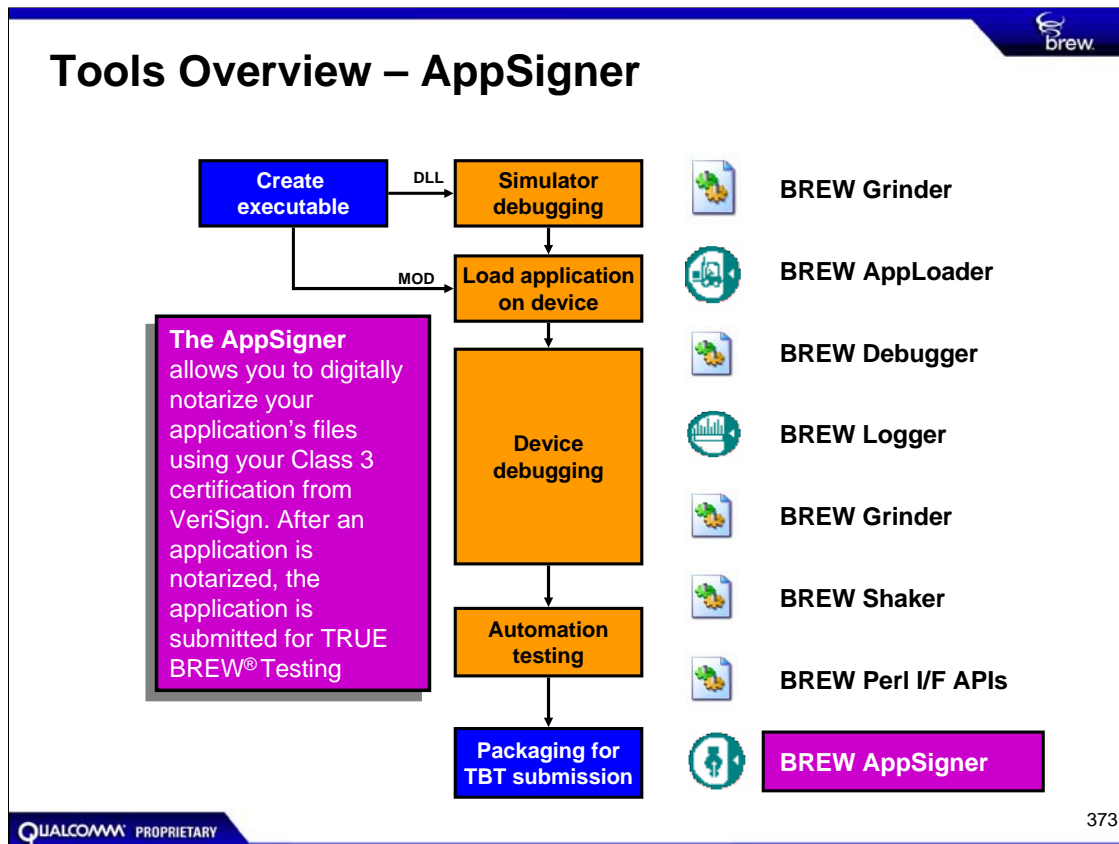 brew
Tools Overview – AppSigner
Create
executable
DLL
Simulator
debugging
BREW Grinder
MOD
Load application
on device
BREW AppLoader
The AppSigner
allows you to digitally
notarize your
application's files
using your Class 3
certification from
VeriSign. After an
application is
notarized, the
application is
submitted for TRUE
BREW® Testing
BREW Debugger
Device
debugging
BREW Logger
BREW Grinder
Automation
testing
BREW Shaker
BREW Perl I/F APIs
Packaging for
TBT submission
BREW AppSigner
QUALCOMM PROPRIETARY
373